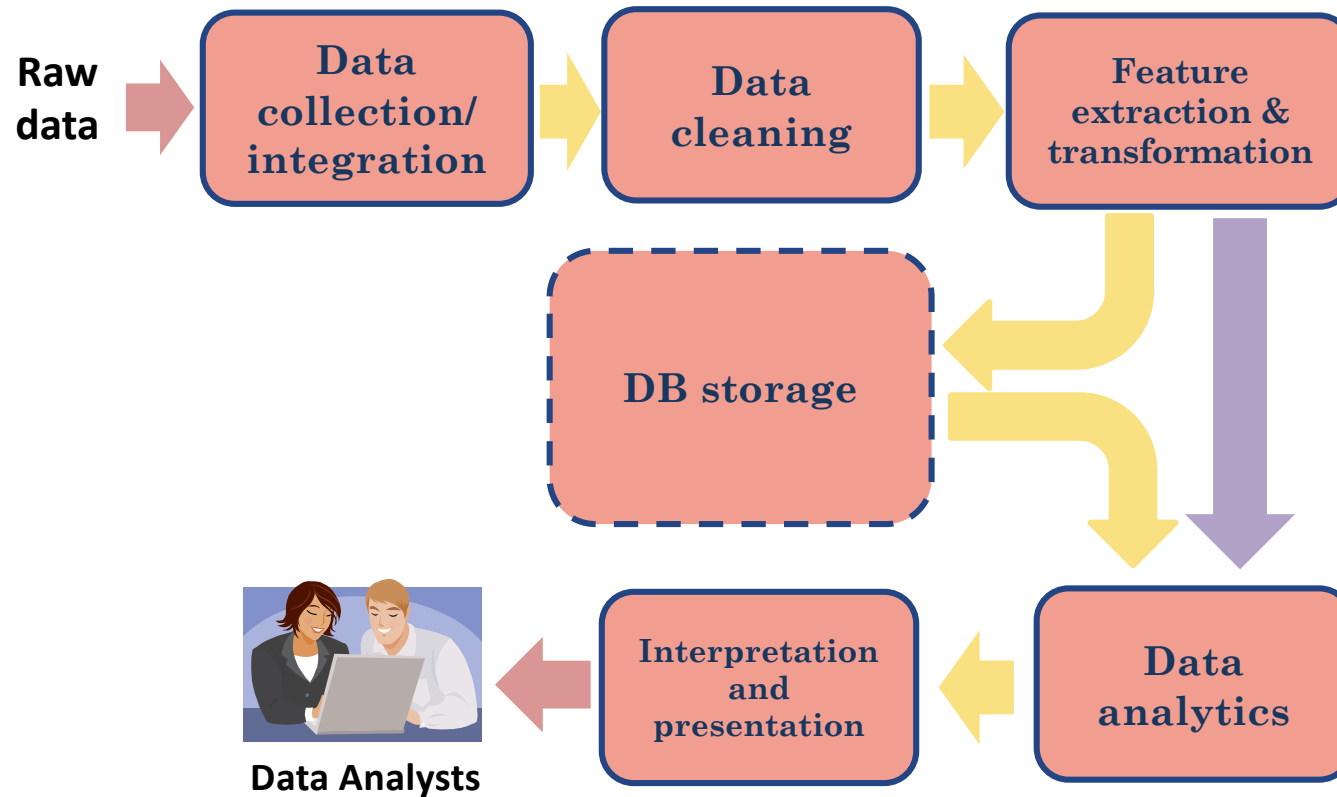 Raw
data
Data
collection/
integration
Data
cleaning
Feature
extraction &
transformation
DB storage
Data
analytics
Interpretation
and
presentation
Data Analysts